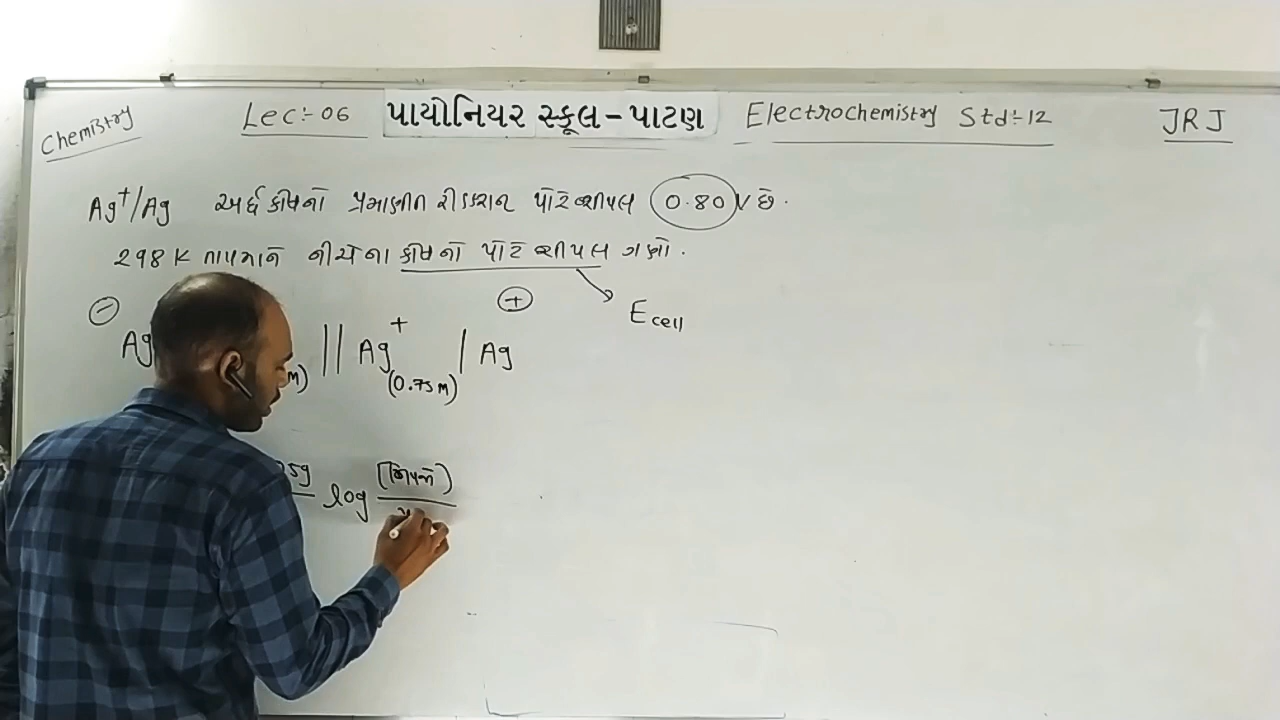 Chemistry Lec:- 06 પાયોનિયર સ્કૂલ - પાટણ Electrochemistry Std:- 12 JRJ
Ag⁺/Ag અર્ધકોષનો પ્રમાણીત રીડક્શન પોટેન્શીયલ 0.80 V છે.
298 K તાપમાને નીચેના કોષનો પોટેન્શીયલ ગણો.
⊖ ⊕ Ecell
Ag M) || Ag⁺ (0.75 M) | Ag
log